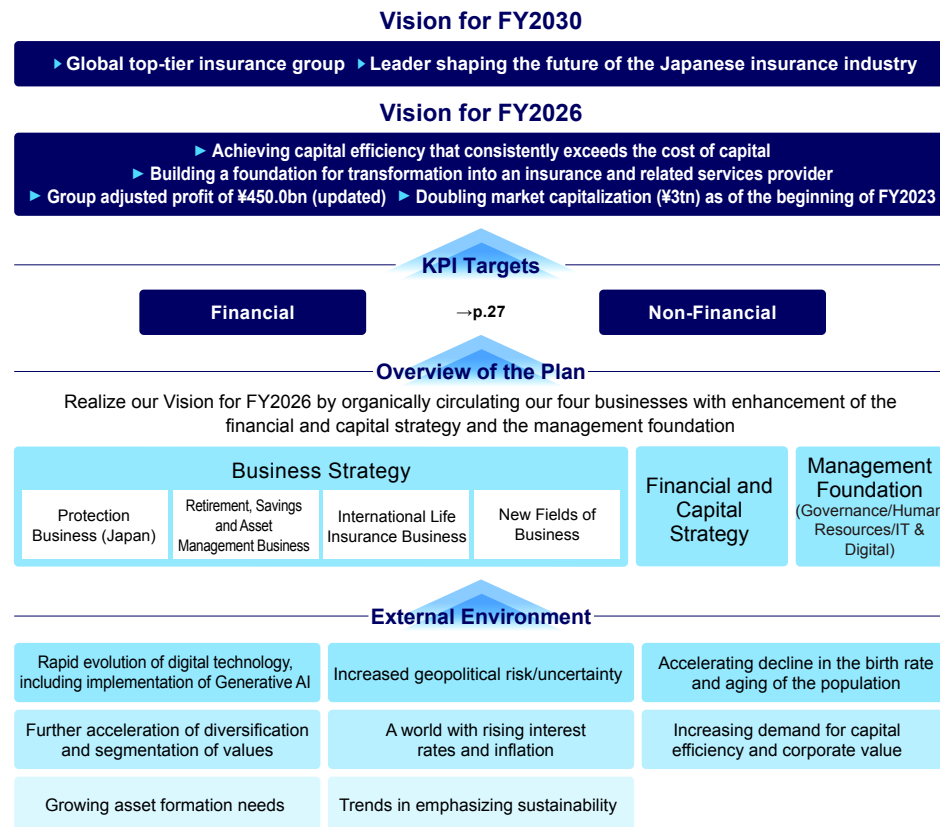 Vision for FY2030
▶ Global top-tier insurance group ▶ Leader shaping the future of the Japanese insurance industry
Vision for FY2026
▶ Achieving capital efficiency that consistently exceeds the cost of capital
▶ Building a foundation for transformation into an insurance and related services provider
▶ Group adjusted profit of ¥450.0bn (updated) ▶ Doubling market capitalization (¥3tn) as of the beginning of FY2023
KPI Targets
Financial
→p.27
Non-Financial
Overview of the Plan
Realize our Vision for FY2026 by organically circulating our four businesses with enhancement of the
financial and capital strategy and the management foundation
Business Strategy
Protection
Business (Japan)
Retirement, Savings
and Asset
Management Business
International Life
Insurance Business
New Fields of
Business
Financial and
Capital
Strategy
Management
Foundation
(Governance/Human
Resources/IT &
Digital)
External Environment
Rapid evolution of digital technology,
including implementation of Generative AI
Increased geopolitical risk/uncertainty
Accelerating decline in the birth rate
and aging of the population
Further acceleration of diversification
and segmentation of values
A world with rising interest
rates and inflation
Increasing demand for capital
efficiency and corporate value
Growing asset formation needs
Trends in emphasizing sustainability